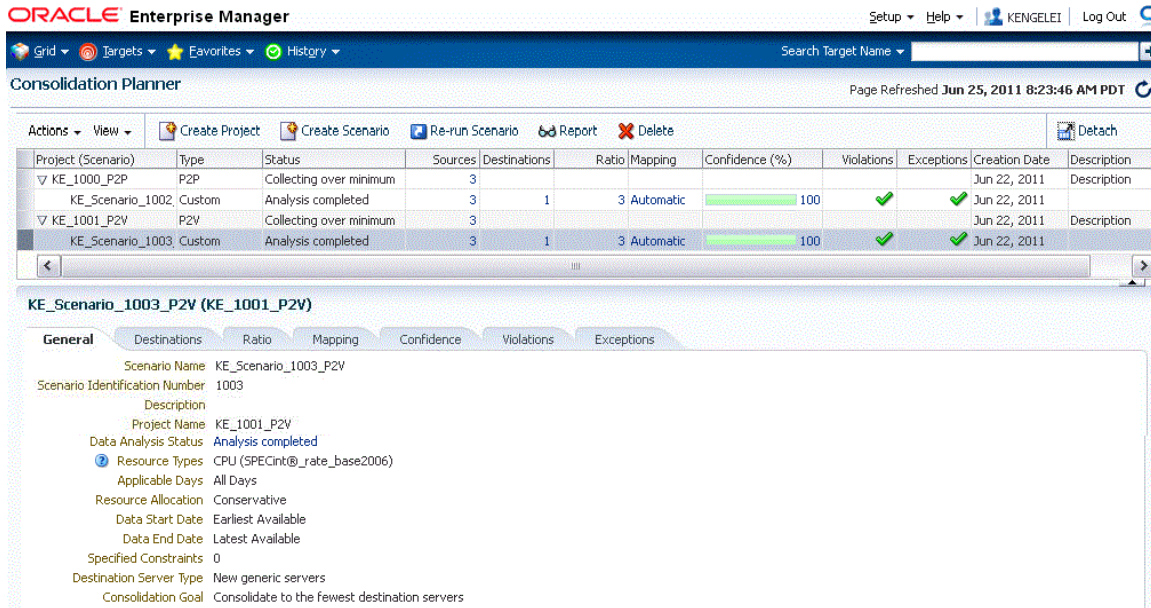 ORACLE Enterprise Manager
Setup Help KENGELEI Log Out
Grid Targets Favorites History Search Target Name
Consolidation Planner
Page Refreshed Jun 25, 2011 8:23:46 AM PDT
Actions View Create Project Create Scenario Re-run Scenario Report Delete Detach
Project (Scenario) Type Status Sources Destinations Ratio Mapping Confidence (%) Violations Exceptions Creation Date Description
KE_1000_P2P P2P Collecting over minimum 3 Jun 22, 2011 Description
KE_Scenario_1002_ Custom Analysis completed 3 1 3 Automatic 100 Jun 22, 2011
KE_1001_P2V P2V Collecting over minimum 3 Jun 22, 2011 Description
KE_Scenario_1003_ Custom Analysis completed 3 1 3 Automatic 100 Jun 22, 2011
KE_Scenario_1003_P2V (KE_1001_P2V)
General Destinations Ratio Mapping Confidence Violations Exceptions
Scenario Name KE_Scenario_1003_P2V
Scenario Identification Number 1003
Description
Project Name KE_1001_P2V
Data Analysis Status Analysis completed
Resource Types CPU (SPECint®_rate_base2006)
Applicable Days All Days
Resource Allocation Conservative
Data Start Date Earliest Available
Data End Date Latest Available
Specified Constraints 0
Destination Server Type New generic servers
Consolidation Goal Consolidate to the fewest destination servers